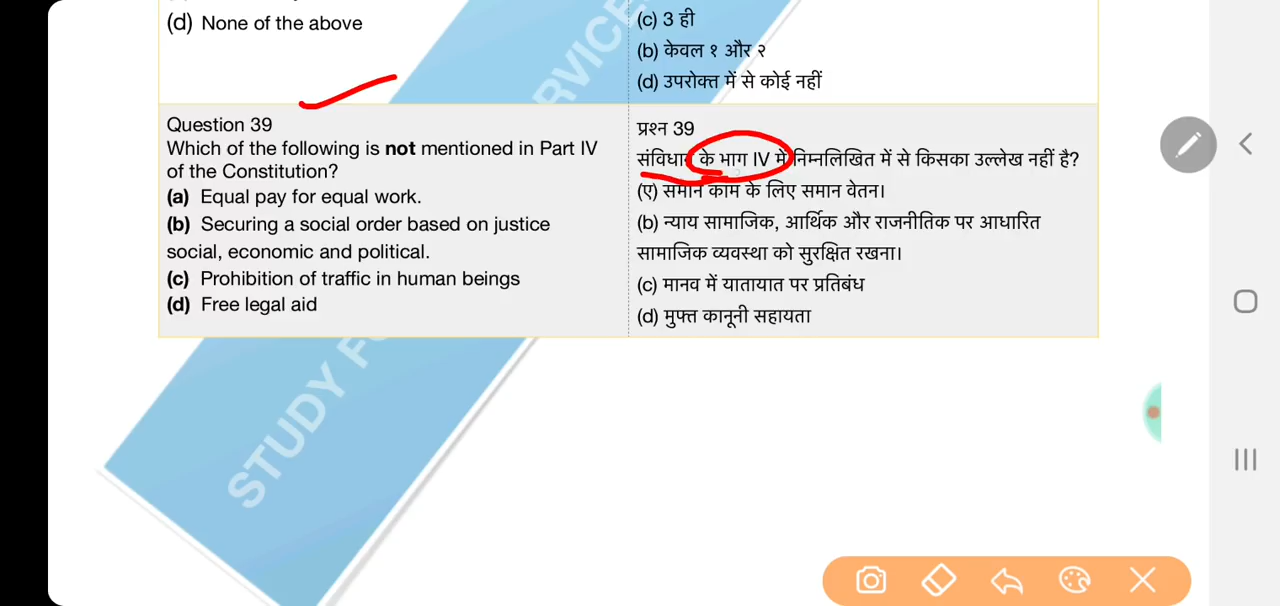 (d) None of the above
Question 39
Which of the following is not mentioned in Part IV
of the Constitution?
(a) Equal pay for equal work.
(b) Securing a social order based on justice
social, economic and political.
(c) Prohibition of traffic in human beings
(d) Free legal aid
(c) 3 ही
(b) केवल १ और २
(d) उपरोक्त में से कोई नहीं
प्रश्न 39
संविधान के भाग IV में निम्नलिखित में से किसका उल्लेख नहीं है?
(ए) समान काम के लिए समान वेतन।
(b) न्याय सामाजिक, आर्थिक और राजनीतिक पर आधारित
सामाजिक व्यवस्था को सुरक्षित रखना।
(c) मानव में यातायात पर प्रतिबंध
(d) मुफ्त कानूनी सहायता
STUDY